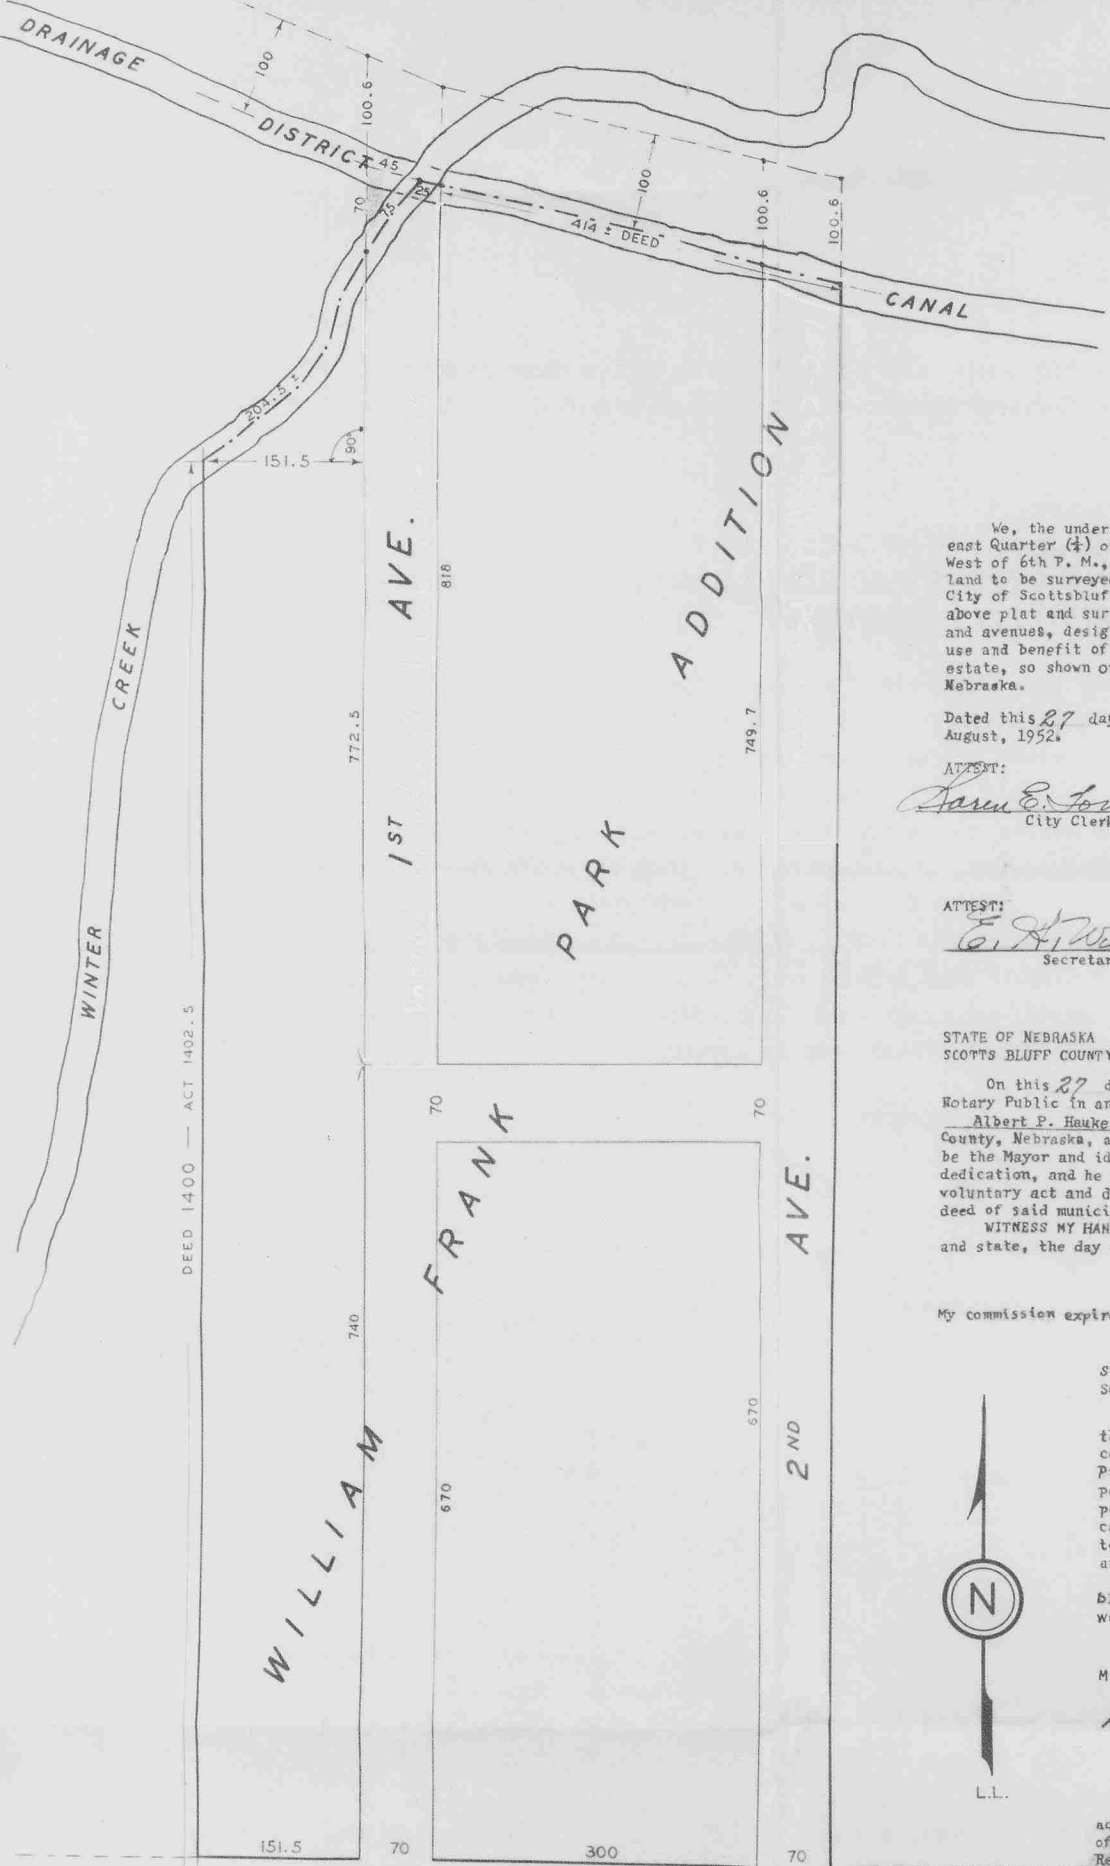 DRAINAGE
DISTRICT
CANAL
100
100.6
45
70
75
25
100
414 ± DEED
100.6
100.6
204.5 ±
151.5
90°
CREEK
WINTER
DEED 1400 — ACT 1402.5
1ST AVE.
818
772.5
749.7
WILLIAM FRANK PARK ADDITION
70
70
740
670
670
2ND AVE.
151.5
70
300
70
We, the under
east Quarter (¼) o
West of 6th P. M.,
land to be surveye
City of Scottsbluf
above plat and sur
and avenues, desig
use and benefit of
estate, so shown o
Nebraska.
Dated this 27 day
August, 1952.
ATTEST:
City Cler
ATTEST:
E. H. W
Secretar
STATE OF NEBRASKA
SCOTTS BLUFF COUNTY
On this 27 d
Notary Public in an
Albert P. Hauke
County, Nebraska, a
be the Mayor and id
dedication, and he
voluntary act and d
deed of said munici
WITNESS MY HAN
and state, the day
My commission expir
N
L.L.
ac
of
Re